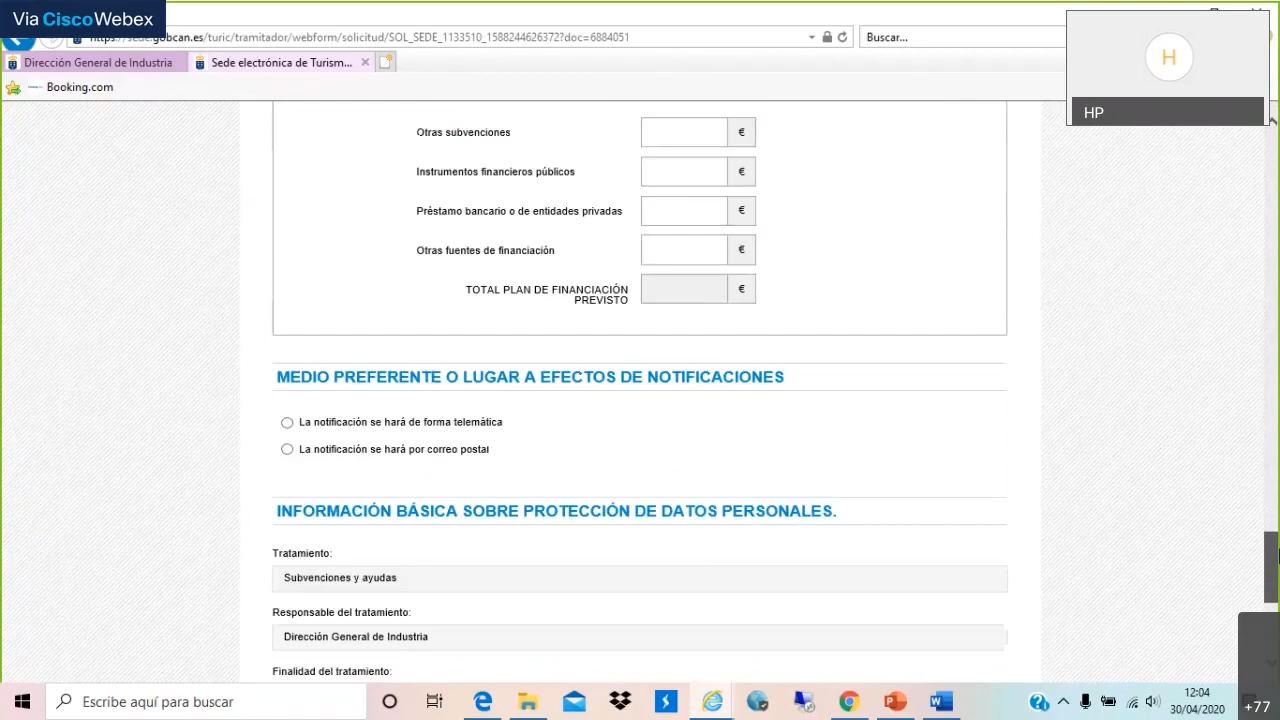 Via CiscoWebex
https://sede.gobcan.es/turic/tramitador/webform/solicitud/SOL_SEDE_1133510_1588244626372?doc=6884051
Buscar...
Dirección General de Industria
Sede electrónica de Turism...
Booking.com
H
HP
Otras subvenciones €
Instrumentos financieros públicos €
Préstamo bancario o de entidades privadas €
Otras fuentes de financiación €
TOTAL PLAN DE FINANCIACIÓN €
PREVISTO
MEDIO PREFERENTE O LUGAR A EFECTOS DE NOTIFICACIONES
La notificación se hará de forma telemática
La notificación se hará por correo postal
INFORMACIÓN BÁSICA SOBRE PROTECCIÓN DE DATOS PERSONALES.
Tratamiento:
Subvenciones y ayudas
Responsable del tratamiento:
Dirección General de Industria
Finalidad del tratamiento:
Escribe aquí para buscar
12:04
30/04/2020
+77